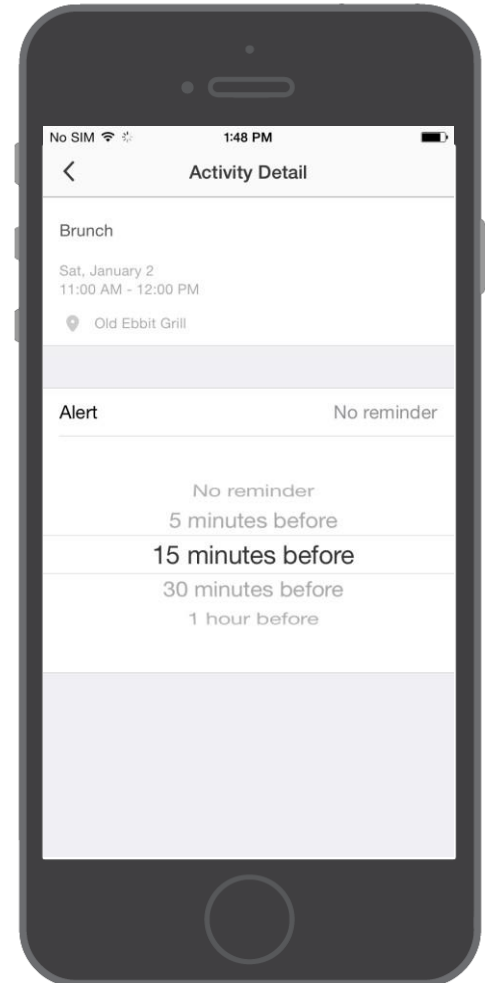 No SIM 1:48 PM
Activity Detail
Brunch
Sat, January 2
11:00 AM - 12:00 PM
Old Ebbit Grill
Alert No reminder
No reminder
5 minutes before
15 minutes before
30 minutes before
1 hour before